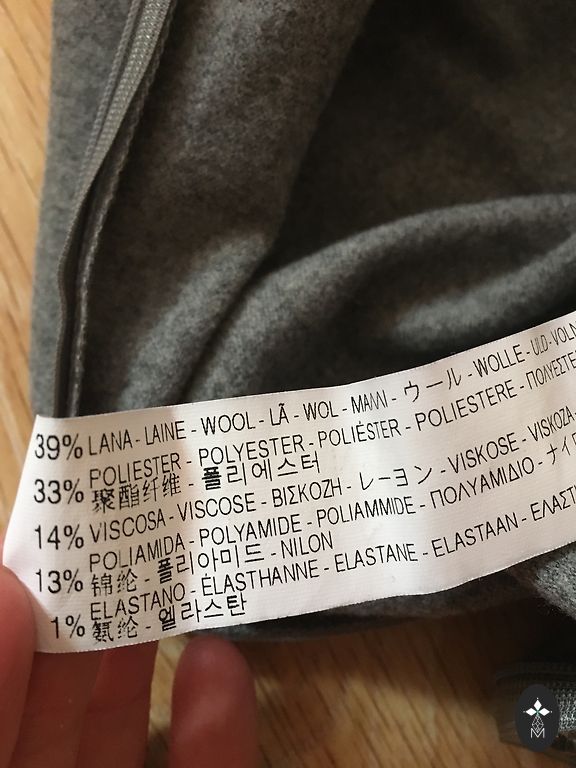 39% LANA - LAINE - WOOL - LÃ - WOL - ΜΑΛΛΙ - ウール - WOLLE - ULD -
POLIESTER - POLYESTER - POLIÉSTER - POLIESTERE -
33% 聚酯纤维 - 폴리에스터
14% VISCOSA - VISCOSE - ΒΙΣΚΟΖΗ - レーヨン - VISKOSE - VISKOZA -
POLIAMIDA - POLYAMIDE - POLIAMMIDE - ΠΟΛΥΑΜΙΔΙΟ -
13% 锦纶 - 폴리아미드 - NILON
ELASTANO - ÉLASTHANNE - ELASTANE - ELASTAAN -
1% 氨纶 - 엘라스탄
M